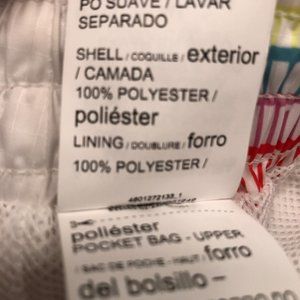 PO SUAVE / LAVAR
SEPARADO
SHELL / COQUILLE / exterior
/ CAMADA
100% POLYESTER /
poliéster
LINING / DOUBLURE / forro
100% POLYESTER /
poliéster
POCKET BAG - UPPER
/ SAC DE POCHE - HAUT / forro
del bolsillo –